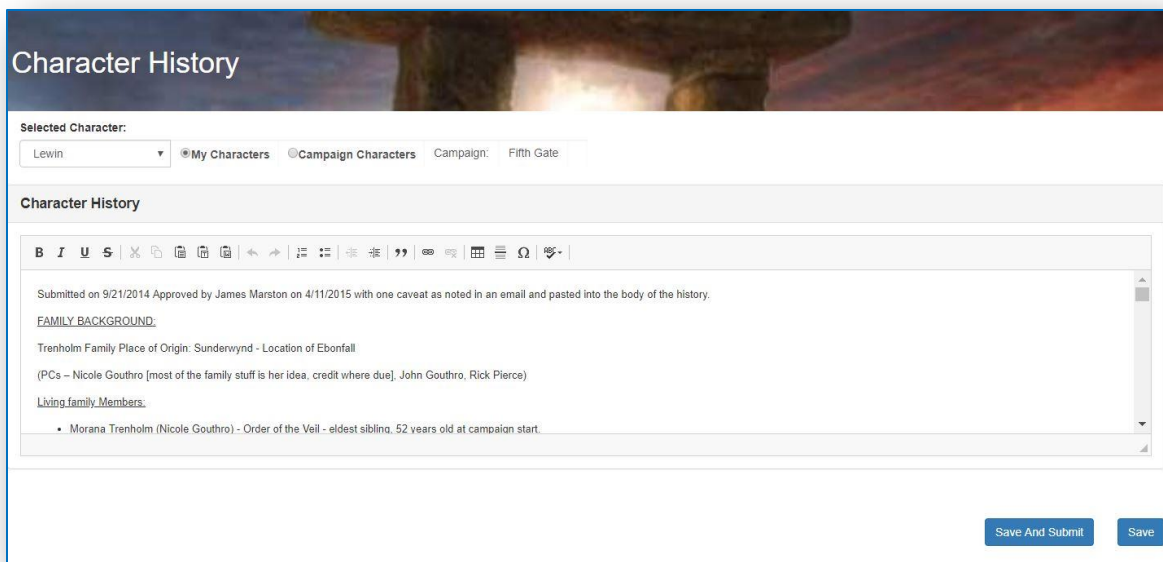 Character History
Selected Character:
Lewin My Characters Campaign Characters Campaign: Fifth Gate
Character History
B I U S Ω ABC
Submitted on 9/21/2014 Approved by James Marston on 4/11/2015 with one caveat as noted in an email and pasted into the body of the history.
FAMILY BACKGROUND:
Trenholm Family Place of Origin: Sunderwynd - Location of Ebonfall
(PCs – Nicole Gouthro [most of the family stuff is her idea, credit where due], John Gouthro, Rick Pierce)
Living family Members:
• Morana Trenholm (Nicole Gouthro) - Order of the Veil - eldest sibling, 52 years old at campaign start.
Save And Submit Save